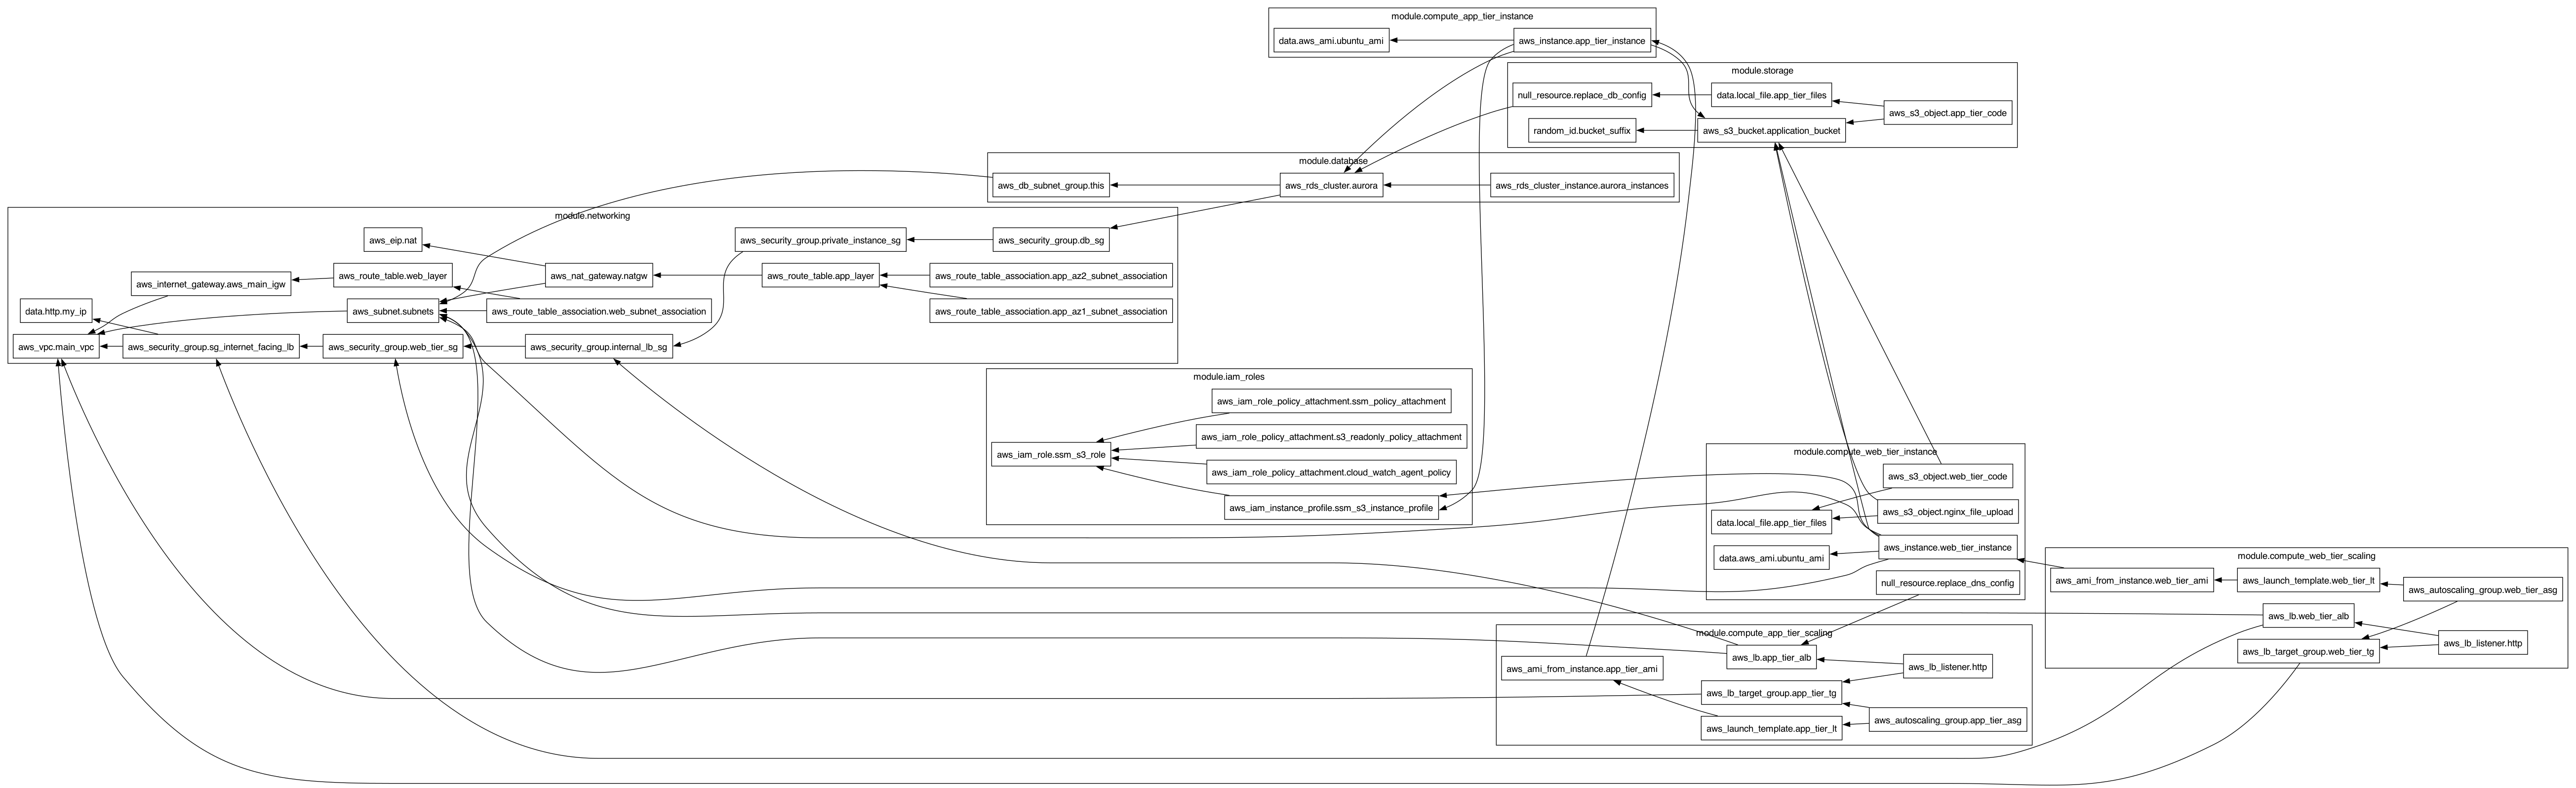 module.compute_app_tier_instance
data.aws_ami.ubuntu_ami
aws_instance.app_tier_instance
module.storage
null_resource.replace_db_config
data.local_file.app_tier_files
aws_s3_object.app_tier_code
random_id.bucket_suffix
aws_s3_bucket.application_bucket
module.database
aws_db_subnet_group.this
aws_rds_cluster.aurora
aws_rds_cluster_instance.aurora_instances
module.networking
aws_eip.nat
aws_security_group.private_instance_sg
aws_security_group.db_sg
aws_internet_gateway.aws_main_igw
aws_route_table.web_layer
aws_nat_gateway.natgw
aws_route_table.app_layer
aws_route_table_association.app_az2_subnet_association
data.http.my_ip
aws_subnet.subnets
aws_route_table_association.web_subnet_association
aws_route_table_association.app_az1_subnet_association
aws_vpc.main_vpc
aws_security_group.sg_internet_facing_lb
aws_security_group.web_tier_sg
aws_security_group.internal_lb_sg
module.iam_roles
aws_iam_role_policy_attachment.ssm_policy_attachment
aws_iam_role_policy_attachment.s3_readonly_policy_attachment
aws_iam_role.ssm_s3_role
aws_iam_role_policy_attachment.cloud_watch_agent_policy
aws_iam_instance_profile.ssm_s3_instance_profile
module.compute_web_tier_instance
aws_s3_object.web_tier_code
aws_s3_object.nginx_file_upload
data.local_file.app_tier_files
aws_instance.web_tier_instance
data.aws_ami.ubuntu_ami
null_resource.replace_dns_config
module.compute_web_tier_scaling
aws_ami_from_instance.web_tier_ami
aws_launch_template.web_tier_lt
aws_autoscaling_group.web_tier_asg
aws_lb.web_tier_alb
aws_lb_listener.http
aws_lb_target_group.web_tier_tg
module.compute_app_tier_scaling
aws_lb.app_tier_alb
aws_ami_from_instance.app_tier_ami
aws_lb_listener.http
aws_lb_target_group.app_tier_tg
aws_autoscaling_group.app_tier_asg
aws_launch_template.app_tier_lt